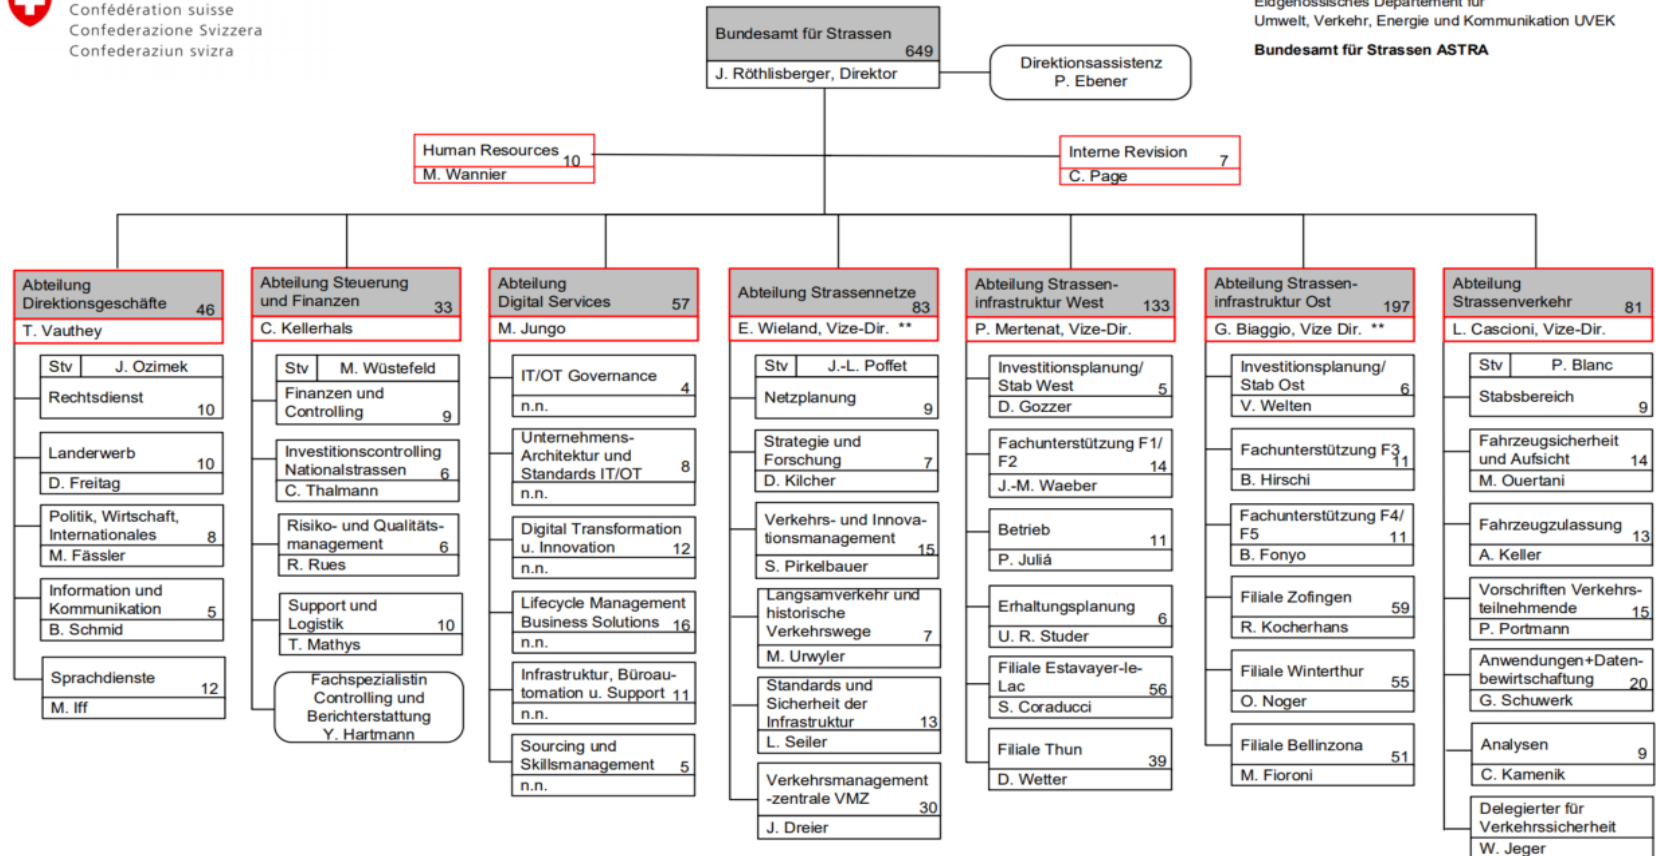 Confédération suisse
Confederazione Svizzera
Confederaziun svizra
Eidgenössisches Departement für
Umwelt, Verkehr, Energie und Kommunikation UVEK
Bundesamt für Strassen ASTRA
Bundesamt für Strassen
649
J. Röthlisberger, Direktor
Direktionsassistenz
P. Ebener
Human Resources 10
M. Wannier
Interne Revision 7
C. Page
Abteilung
Direktionsgeschäfte 46
T. Vauthey
Stv J. Ozimek
Rechtsdienst
10
Landerwerb
10
D. Freitag
Politik, Wirtschaft,
Internationales 8
M. Fässler
Information und
Kommunikation 5
B. Schmid
Sprachdienste
12
M. Iff
Abteilung Steuerung
und Finanzen 33
C. Kellerhals
Stv M. Wüstefeld
Finanzen und
Controlling 9
Investitionscontrolling
Nationalstrassen 6
C. Thalmann
Risiko- und Qualitäts-
management 6
R. Rues
Support und
Logistik 10
T. Mathys
Fachspezialistin
Controlling und
Berichterstattung
Y. Hartmann
Abteilung
Digital Services 57
M. Jungo
IT/OT Governance
4
n.n.
Unternehmens-
Architektur und
Standards IT/OT 8
n.n.
Digital Transformation
u. Innovation 12
n.n.
Lifecycle Management
Business Solutions 16
n.n.
Infrastruktur, Büroau-
tomation u. Support 11
n.n.
Sourcing und
Skillsmanagement 5
n.n.
Abteilung Strassennetze
83
E. Wieland, Vize-Dir. **
Stv J.-L. Poffet
Netzplanung
9
Strategie und
Forschung 7
D. Kilcher
Verkehrs- und Innova-
tionsmanagement
15
S. Pirkelbauer
Langsamverkehr und
historische
Verkehrswege 7
M. Urwyler
Standards und
Sicherheit der
Infrastruktur 13
L. Seiler
Verkehrsmanagement
-zentrale VMZ
30
J. Dreier
Abteilung Strassen-
infrastruktur West 133
P. Mertenat, Vize-Dir.
Investitionsplanung/
Stab West 5
D. Gozzer
Fachunterstützung F1/
F2 14
J.-M. Waeber
Betrieb
11
P. Juliá
Erhaltungsplanung
6
U. R. Studer
Filiale Estavayer-le-
Lac 56
S. Coraducci
Filiale Thun
39
D. Wetter
Abteilung Strassen-
infrastruktur Ost 197
G. Biaggio, Vize Dir. **
Investitionsplanung/
Stab Ost 6
V. Welten
Fachunterstützung F3
11
B. Hirschi
Fachunterstützung F4/
F5 11
B. Fonyo
Filiale Zofingen
59
R. Kocherhans
Filiale Winterthur
55
O. Noger
Filiale Bellinzona
51
M. Fioroni
Abteilung
Strassenverkehr 81
L. Cascioni, Vize-Dir.
Stv P. Blanc
Stabsbereich
9
Fahrzeugsicherheit
und Aufsicht 14
M. Ouertani
Fahrzeugzulassung
13
A. Keller
Vorschriften Verkehrs-
teilnehmende 15
P. Portmann
Anwendungen+Daten-
bewirtschaftung 20
G. Schuwerk
Analysen 9
C. Kamenik
Delegierter für
Verkehrssicherheit
W. Jeger